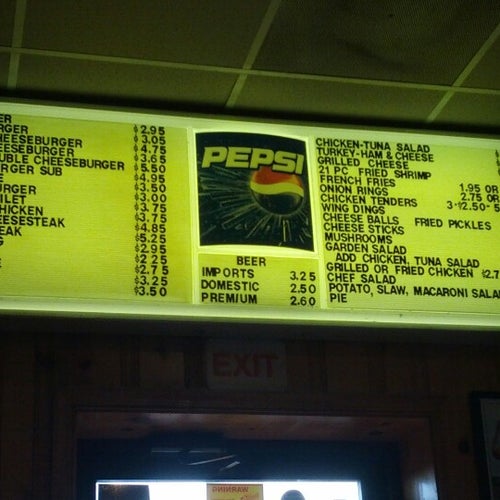 $2.95
$3.05
EESEBURGER $4.75
EESEBURGER $3.65
UBLE CHEESEBURGER $5.50
RGER SUB $4.95
$3.50
URGER $3.00
ILET $3.75
HICKEN $3.75
EESESTEAK $4.85
EAK $5.25
$2.95
$2.25
$2.75
$3.25
$3.50
PEPSI
BEER
IMPORTS 3.25
DOMESTIC 2.50
PREMIUM 2.60
CHICKEN-TUNA SALAD
TURKEY-HAM & CHEESE
GRILLED CHEESE
21 PC. FRIED SHRIMP
FRENCH FRIES 1.95 OR
ONION RINGS 2.75 OR
CHICKEN TENDERS
WING DINGS
CHEESE BALLS FRIED PICKLES
CHEESE STICKS
MUSHROOMS
GARDEN SALAD
ADD CHICKEN, TUNA SALAD
GRILLED OR FRIED CHICKEN $2.7
CHEF SALAD
POTATO, SLAW, MACARONI SALA
PIE
EXIT
WARNING